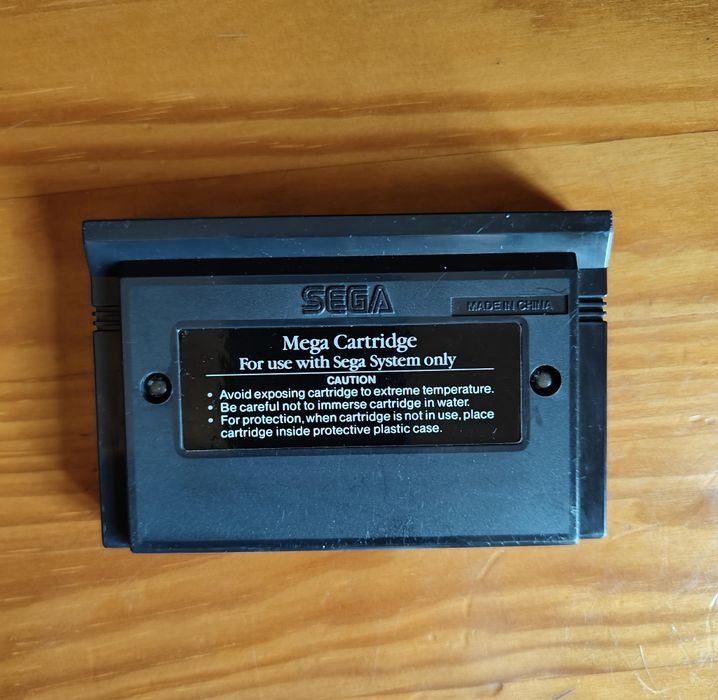 SEGA
MADE IN CHINA
Mega Cartridge
For use with Sega System only
CAUTION
• Avoid exposing cartridge to extreme temperature.
• Be careful not to immerse cartridge in water.
• For protection, when cartridge is not in use, place
cartridge inside protective plastic case.